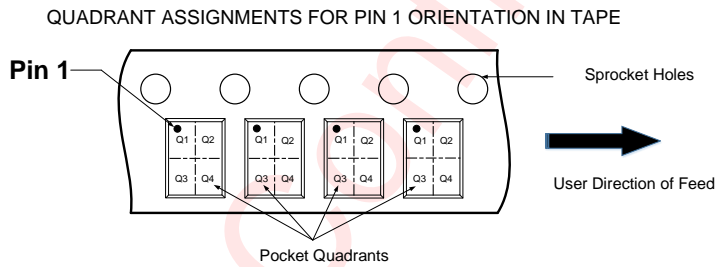 QUADRANT ASSIGNMENTS FOR PIN 1 ORIENTATION IN TAPE
Pin 1
Sprocket Holes
Q1 Q2 Q1 Q2 Q1 Q2 Q1 Q2
Q3 Q4 Q3 Q4 Q3 Q4 Q3 Q4
User Direction of Feed
Pocket Quadrants